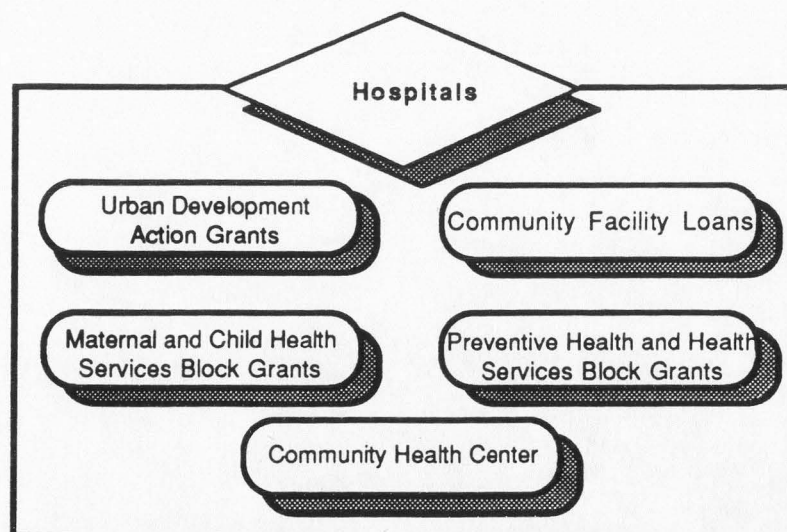 Hospitals
Urban Development
Action Grants
Community Facility Loans
Maternal and Child Health
Services Block Grants
Preventive Health and Health
Services Block Grants
Community Health Center